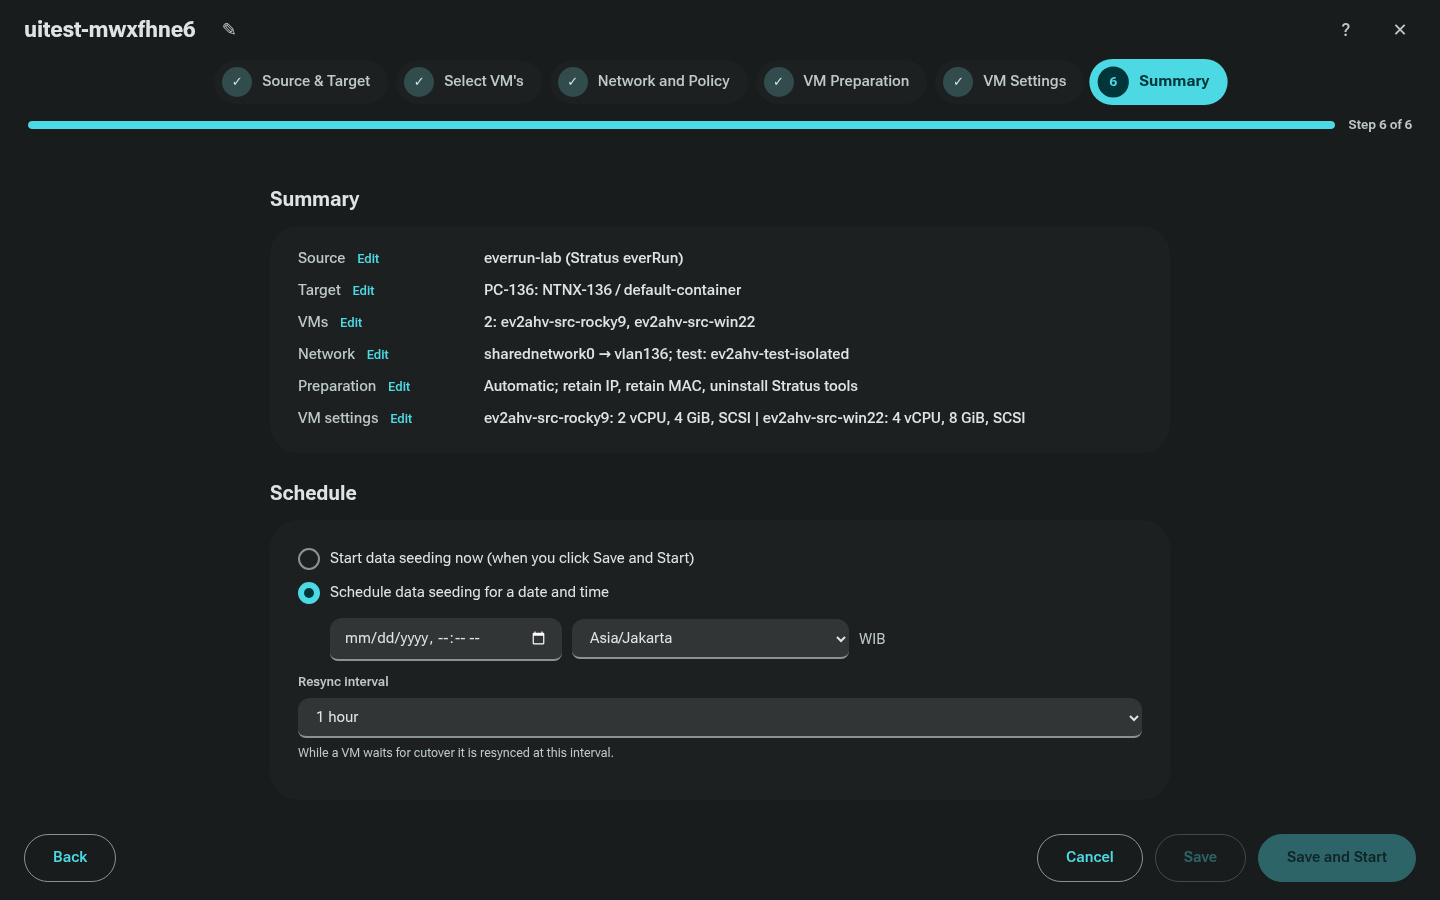 uitest-mwxfhne6 ✎ ? ✕
✓ Source & Target ✓ Select VM's ✓ Network and Policy ✓ VM Preparation ✓ VM Settings 6 Summary
Step 6 of 6
Summary
Source Edit everrun-lab (Stratus everRun)
Target Edit PC-136: NTNX-136 / default-container
VMs Edit 2: ev2ahv-src-rocky9, ev2ahv-src-win22
Network Edit sharednetwork0 → vlan136; test: ev2ahv-test-isolated
Preparation Edit Automatic; retain IP, retain MAC, uninstall Stratus tools
VM settings Edit ev2ahv-src-rocky9: 2 vCPU, 4 GiB, SCSI | ev2ahv-src-win22: 4 vCPU, 8 GiB, SCSI
Schedule
Start data seeding now (when you click Save and Start)
Schedule data seeding for a date and time
mm/dd/yyyy, --:-- -- Asia/Jakarta WIB
Resync interval
1 hour
While a VM waits for cutover it is resynced at this interval.
Back Cancel Save Save and Start